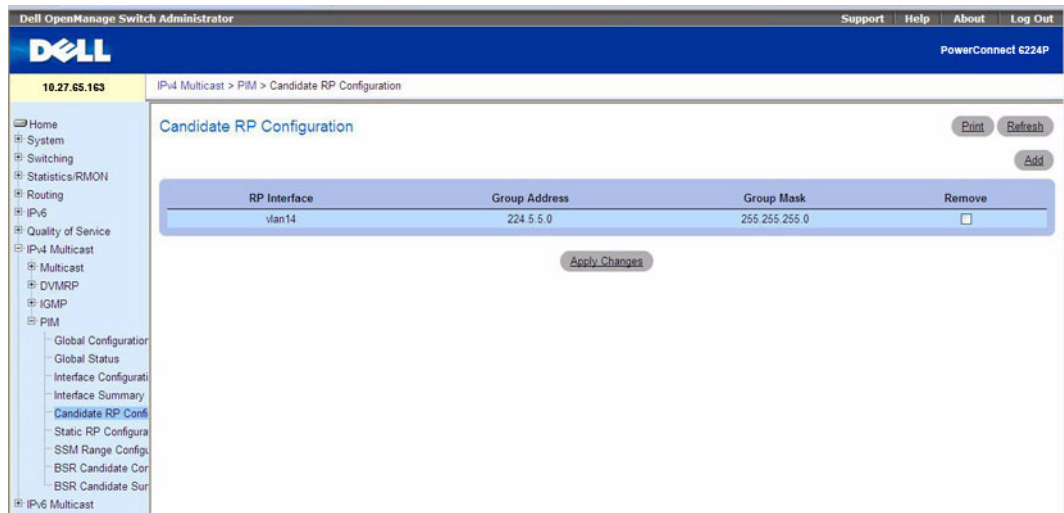 Dell OpenManage Switch Administrator
Support Help About Log Out
DELL
PowerConnect 6224P
10.27.65.163
IPv4 Multicast > PIM > Candidate RP Configuration
Home
System
Switching
Statistics/RMON
Routing
IPv6
Quality of Service
IPv4 Multicast
Multicast
DVMRP
IGMP
PIM
Global Configuration
Global Status
Interface Configurati
Interface Summary
Candidate RP Confi
Static RP Configura
SSM Range Configu
BSR Candidate Con
BSR Candidate Sum
IPv6 Multicast
Candidate RP Configuration
Print Refresh
Add
RP Interface Group Address Group Mask Remove
vlan14 224.5.5.0 255.255.255.0
Apply Changes